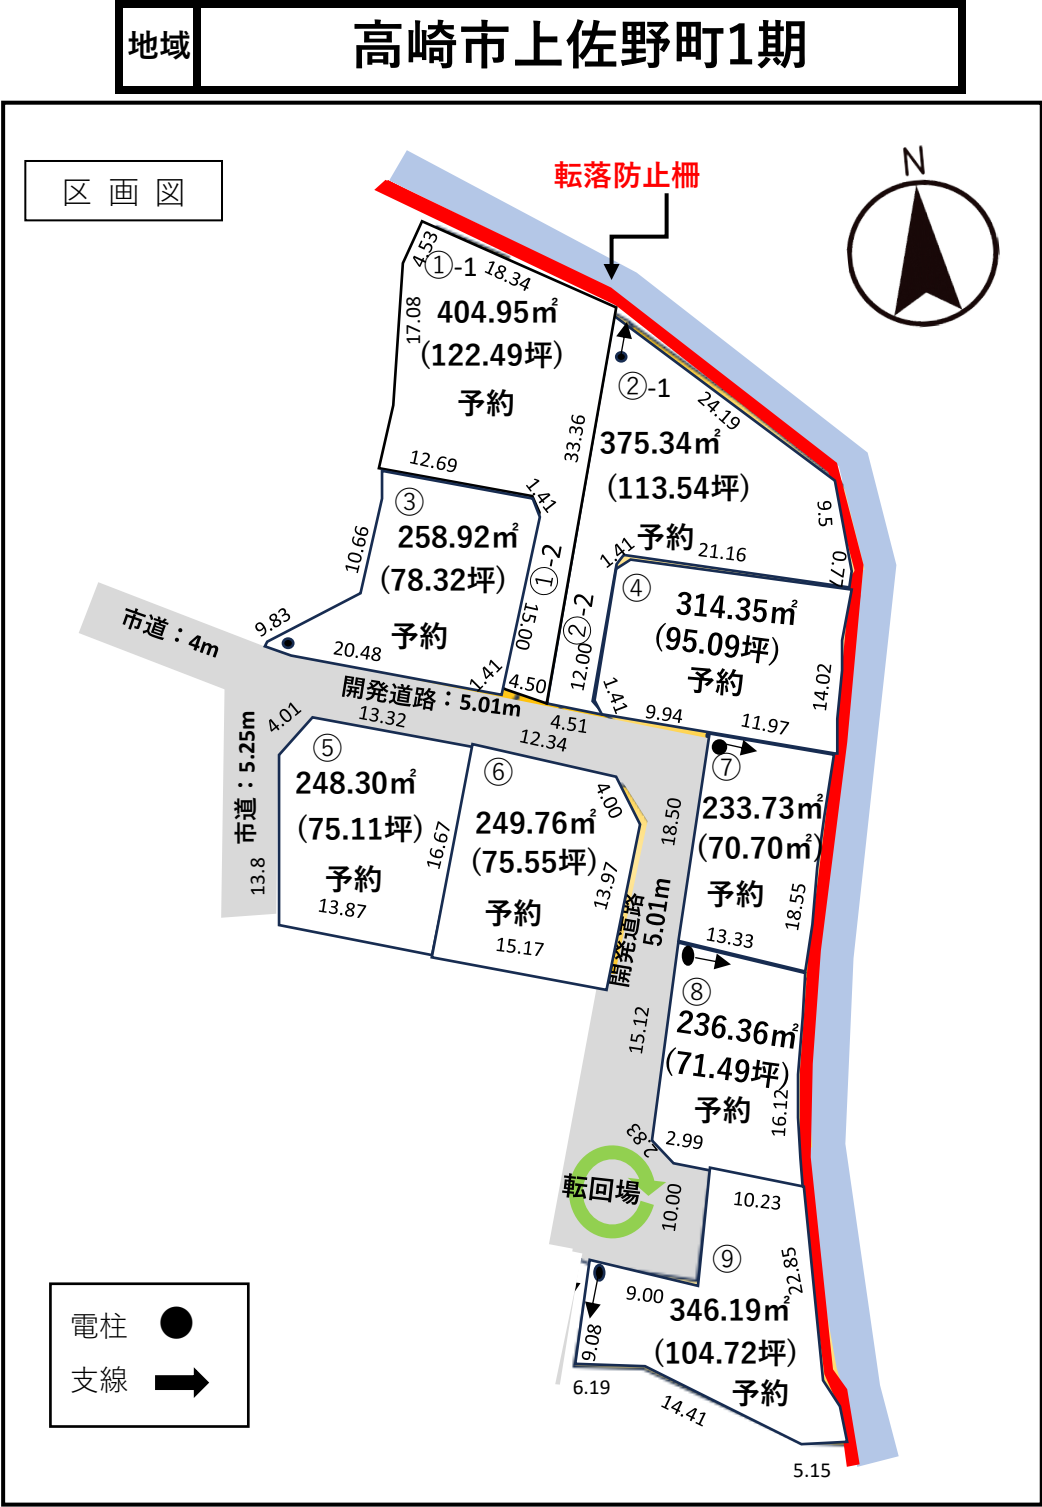 地域
高崎市上佐野町1期
区 画 図
転落防止柵
N
4.53
①-1
18.34
17.08
404.95㎡
(122.49坪)
予約
12.69
33.36
②-1
24.19
375.34㎡
(113.54坪)
予約
9.5
0.77
1.41
21.16
③
1.41
258.92㎡
(78.32坪)
予約
10.66
9.83
20.48
①-2
15.00
1.41
4.50
②-2
12.00
④
314.35㎡
(95.09坪)
予約
14.02
1.41
9.94
11.97
市道：4m
開発道路：5.01m
4.51
12.34
13.32
4.01
市道：5.25m
13.8
⑤
248.30㎡
(75.11坪)
予約
13.87
16.67
⑥
4.00
249.76㎡
(75.55坪)
予約
13.97
15.17
18.50
開発道路
5.01m
⑦
233.73㎡
(70.70㎡)
予約
18.55
13.33
⑧
236.36㎡
(71.49坪)
予約
15.12
16.12
2.83
2.99
転回場
10.00
10.23
⑨
22.85
9.00
346.19㎡
(104.72坪)
予約
9.08
6.19
14.41
5.15
電柱
支線